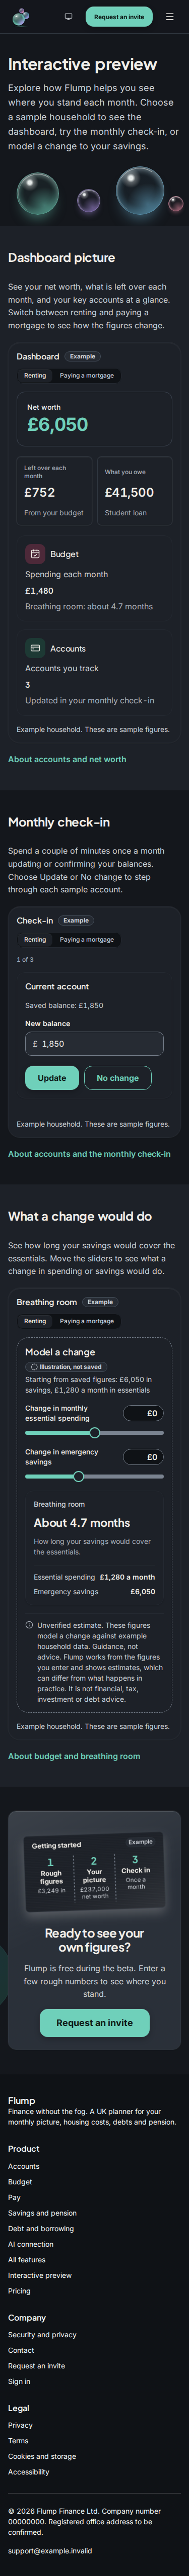 Request an invite
Interactive preview
Explore how Flump helps you see
where you stand each month. Choose
a sample household to see the
dashboard, try the monthly check-in, or
model a change to your savings.
Dashboard picture
See your net worth, what is left over each
month, and your key accounts at a glance.
Switch between renting and paying a
mortgage to see how the figures change.
Dashboard Example
Renting Paying a mortgage
Net worth
£6,050
Left over each
month
£752
From your budget
What you owe
£41,500
Student loan
Budget
Spending each month
£1,480
Breathing room: about 4.7 months
Accounts
Accounts you track
3
Updated in your monthly check-in
Example household. These are sample figures.
About accounts and net worth
Monthly check-in
Spend a couple of minutes once a month
updating or confirming your balances.
Choose Update or No change to step
through each sample account.
Check-in Example
Renting Paying a mortgage
1 of 3
Current account
Saved balance: £1,850
New balance
£ 1,850
Update No change
Example household. These are sample figures.
About accounts and the monthly check-in
What a change would do
See how long your savings would cover the
essentials. Move the sliders to see what a
change in spending or savings would do.
Breathing room Example
Renting Paying a mortgage
Model a change
Illustration, not saved
Starting from saved figures: £6,050 in
savings, £1,280 a month in essentials
Change in monthly
essential spending
£0
Change in emergency
savings
£0
Breathing room
About 4.7 months
How long your savings would cover
the essentials.
Essential spending £1,280 a month
Emergency savings £6,050
Unverified estimate. These figures
model a change against example
household data. Guidance, not
advice. Flump works from the figures
you enter and shows estimates, which
can differ from what happens in
practice. It is not financial, tax,
investment or debt advice.
Example household. These are sample figures.
About budget and breathing room
Getting started Example
1
Rough
figures
£3,249 in
2
Your
picture
£232,000
net worth
3
Check in
Once a
month
Ready to see your
own figures?
Flump is free during the beta. Enter a
few rough numbers to see where you
stand.
Request an invite
Flump
Finance without the fog. A UK planner for your
monthly picture, housing costs, debts and pension.
Product
Accounts
Budget
Pay
Savings and pension
Debt and borrowing
AI connection
All features
Interactive preview
Pricing
Company
Security and privacy
Contact
Request an invite
Sign in
Legal
Privacy
Terms
Cookies and storage
Accessibility
© 2026 Flump Finance Ltd. Company number
00000000. Registered office address to be
confirmed.
support@example.invalid